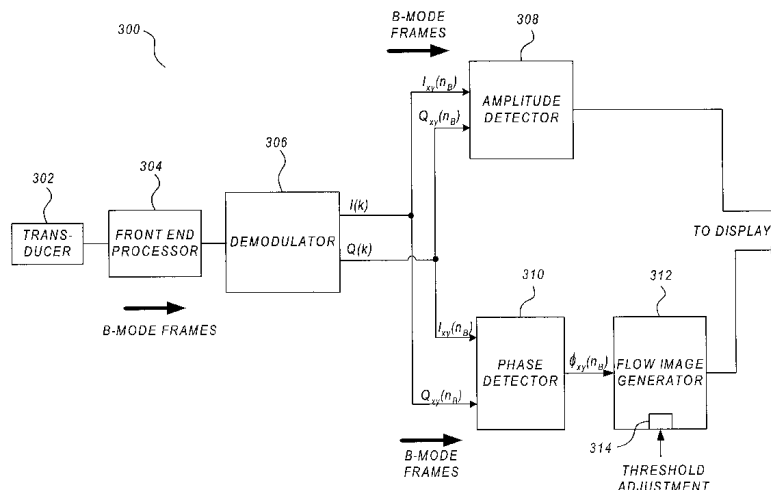 300
B-MODE
FRAMES
308
I_xy(n_B)
Q_xy(n_B)
AMPLITUDE
DETECTOR
302
304
306
TRANS-
DUCER
FRONT END
PROCESSOR
DEMODULATOR
I(k)
Q(k)
TO DISPLAY
B-MODE FRAMES
310
312
I_xy(n_B)
Q_xy(n_B)
PHASE
DETECTOR
ϕ_xy(n_B)
FLOW IMAGE
GENERATOR
314
B-MODE
FRAMES
THRESHOLD
ADJUSTMENT